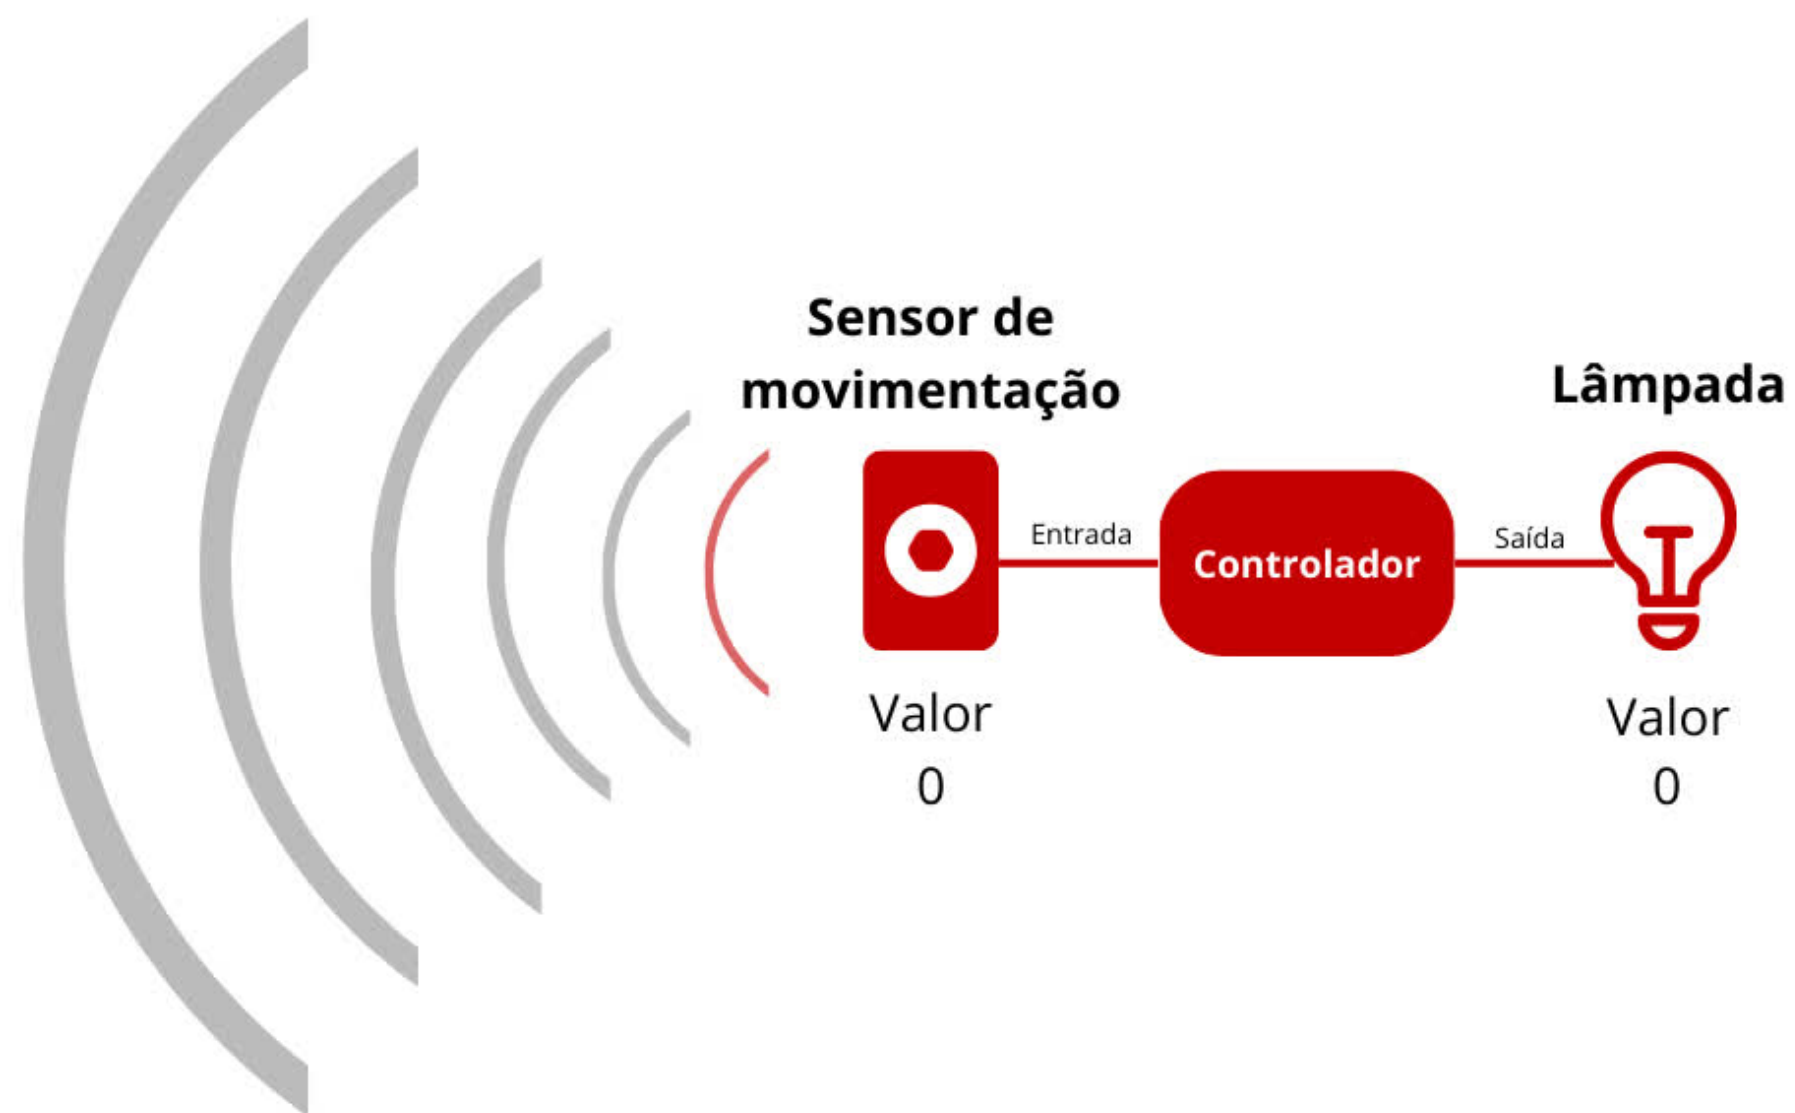 Sensor de
movimentação
Lâmpada
Entrada
Controlador
Saída
Valor
0
Valor
0